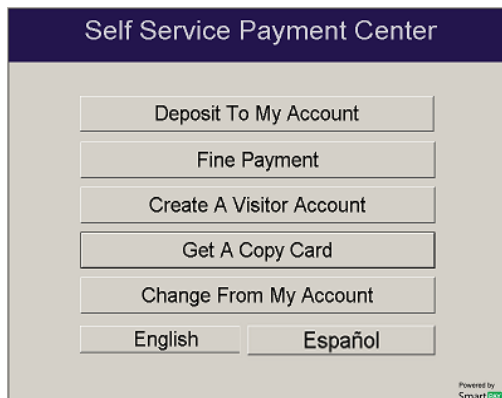 Self Service Payment Center
Deposit To My Account
Fine Payment
Create A Visitor Account
Get A Copy Card
Change From My Account
English Español
Powered by
Smart